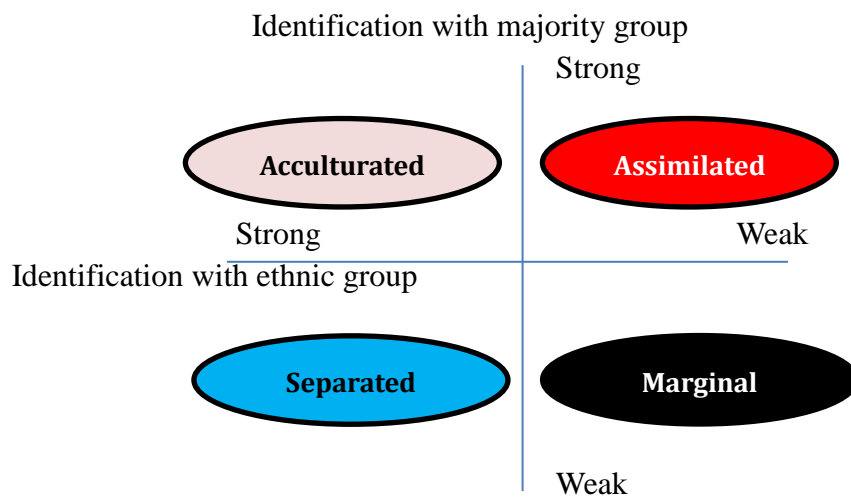 Identification with majority group
Strong
Acculturated Assimilated
Strong Weak
Identification with ethnic group
Separated Marginal
Weak